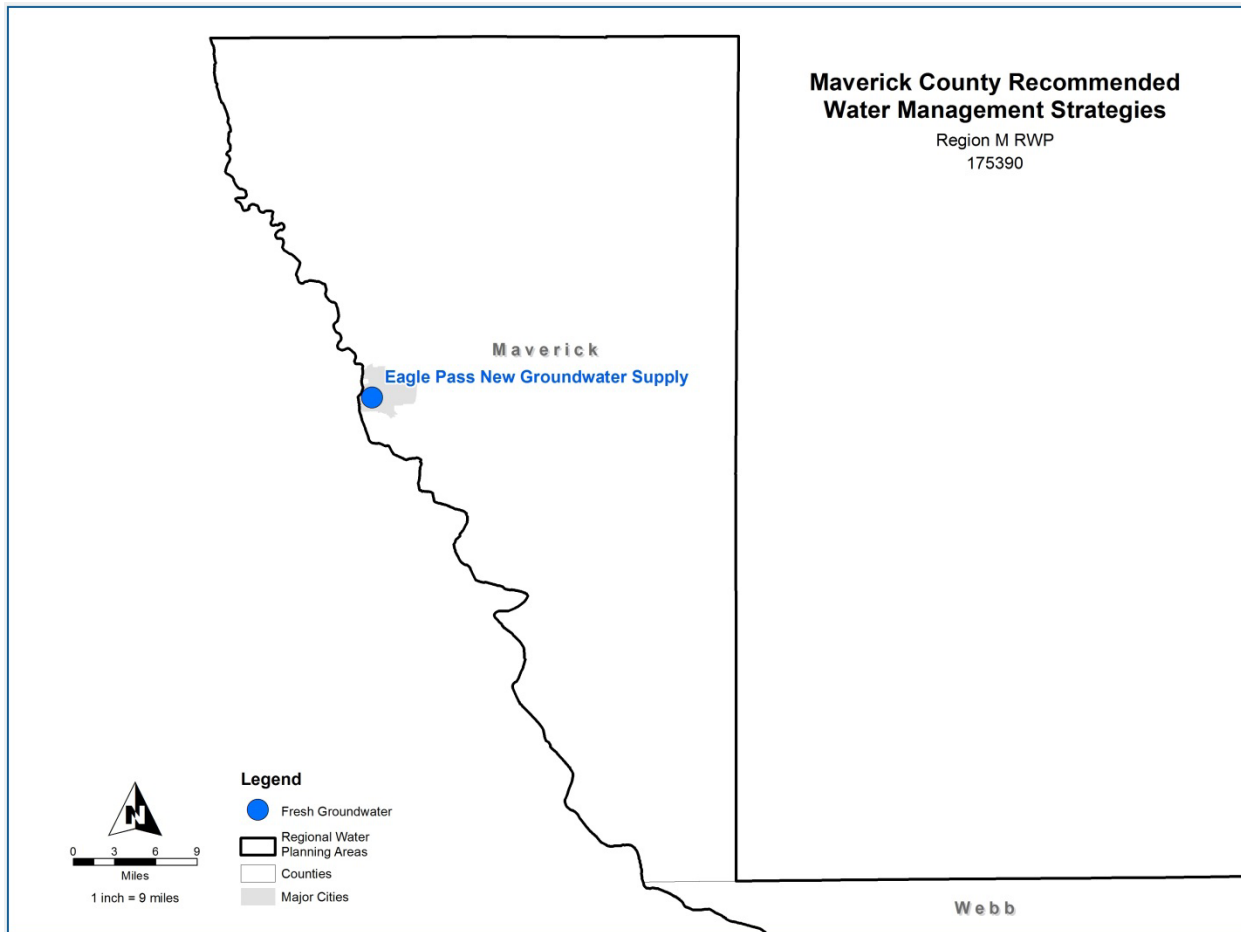 Maverick County Recommended
Water Management Strategies
Region M RWP
175390
Maverick
Eagle Pass New Groundwater Supply
Legend
Fresh Groundwater
Regional Water
Planning Areas
Counties
Major Cities
N
0 3 6 9
Miles
1 inch = 9 miles
Webb